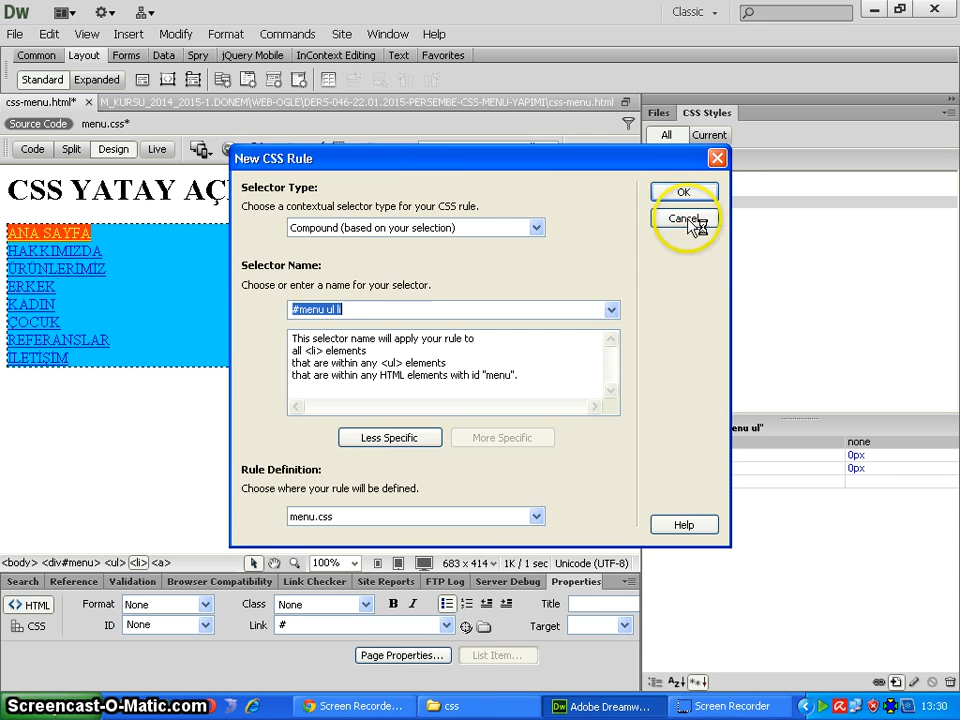 Dw
Classic
File Edit View Insert Modify Format Commands Site Window Help
Common Layout Forms Data Spry jQuery Mobile InContext Editing Text Favorites
Standard Expanded
css-menu.html* M_KURSU_2014_2015-1.DONEM\WEB-OGLE\DERS-046-22.01.2015-PERSEMBE-CSS-MENU-YAPIMI\css-menu.html
Source Code menu.css*
Code Split Design Live
Files CSS Styles
All Current
CSS YATAY AÇI
ANA SAYFA
HAKKIMIZDA
ÜRÜNLERİMİZ
ERKEK
KADIN
ÇOCUK
REFERANSLAR
İLETİŞİM
New CSS Rule
Selector Type:
Choose a contextual selector type for your CSS rule.
Compound (based on your selection)
OK
Cancel
Selector Name:
Choose or enter a name for your selector.
#menu ul li
This selector name will apply your rule to
all <li> elements
that are within any <ul> elements
that are within any HTML elements with id "menu".
Less Specific More Specific
Rule Definition:
Choose where your rule will be defined.
menu.css
Help
enu ul"
none
0px
0px
<body> <div#menu> <ul> <li> <a> 100% 683 x 414 1K / 1 sec Unicode (UTF-8)
Search Reference Validation Browser Compatibility Link Checker Site Reports FTP Log Server Debug Properties
<> HTML Format None Class None B I Title
CSS ID None Link # Target
Page Properties... List Item...
Screencast-O-Matic.com Screen Recorde... css Adobe Dreamw... Screen Recorder 13:30